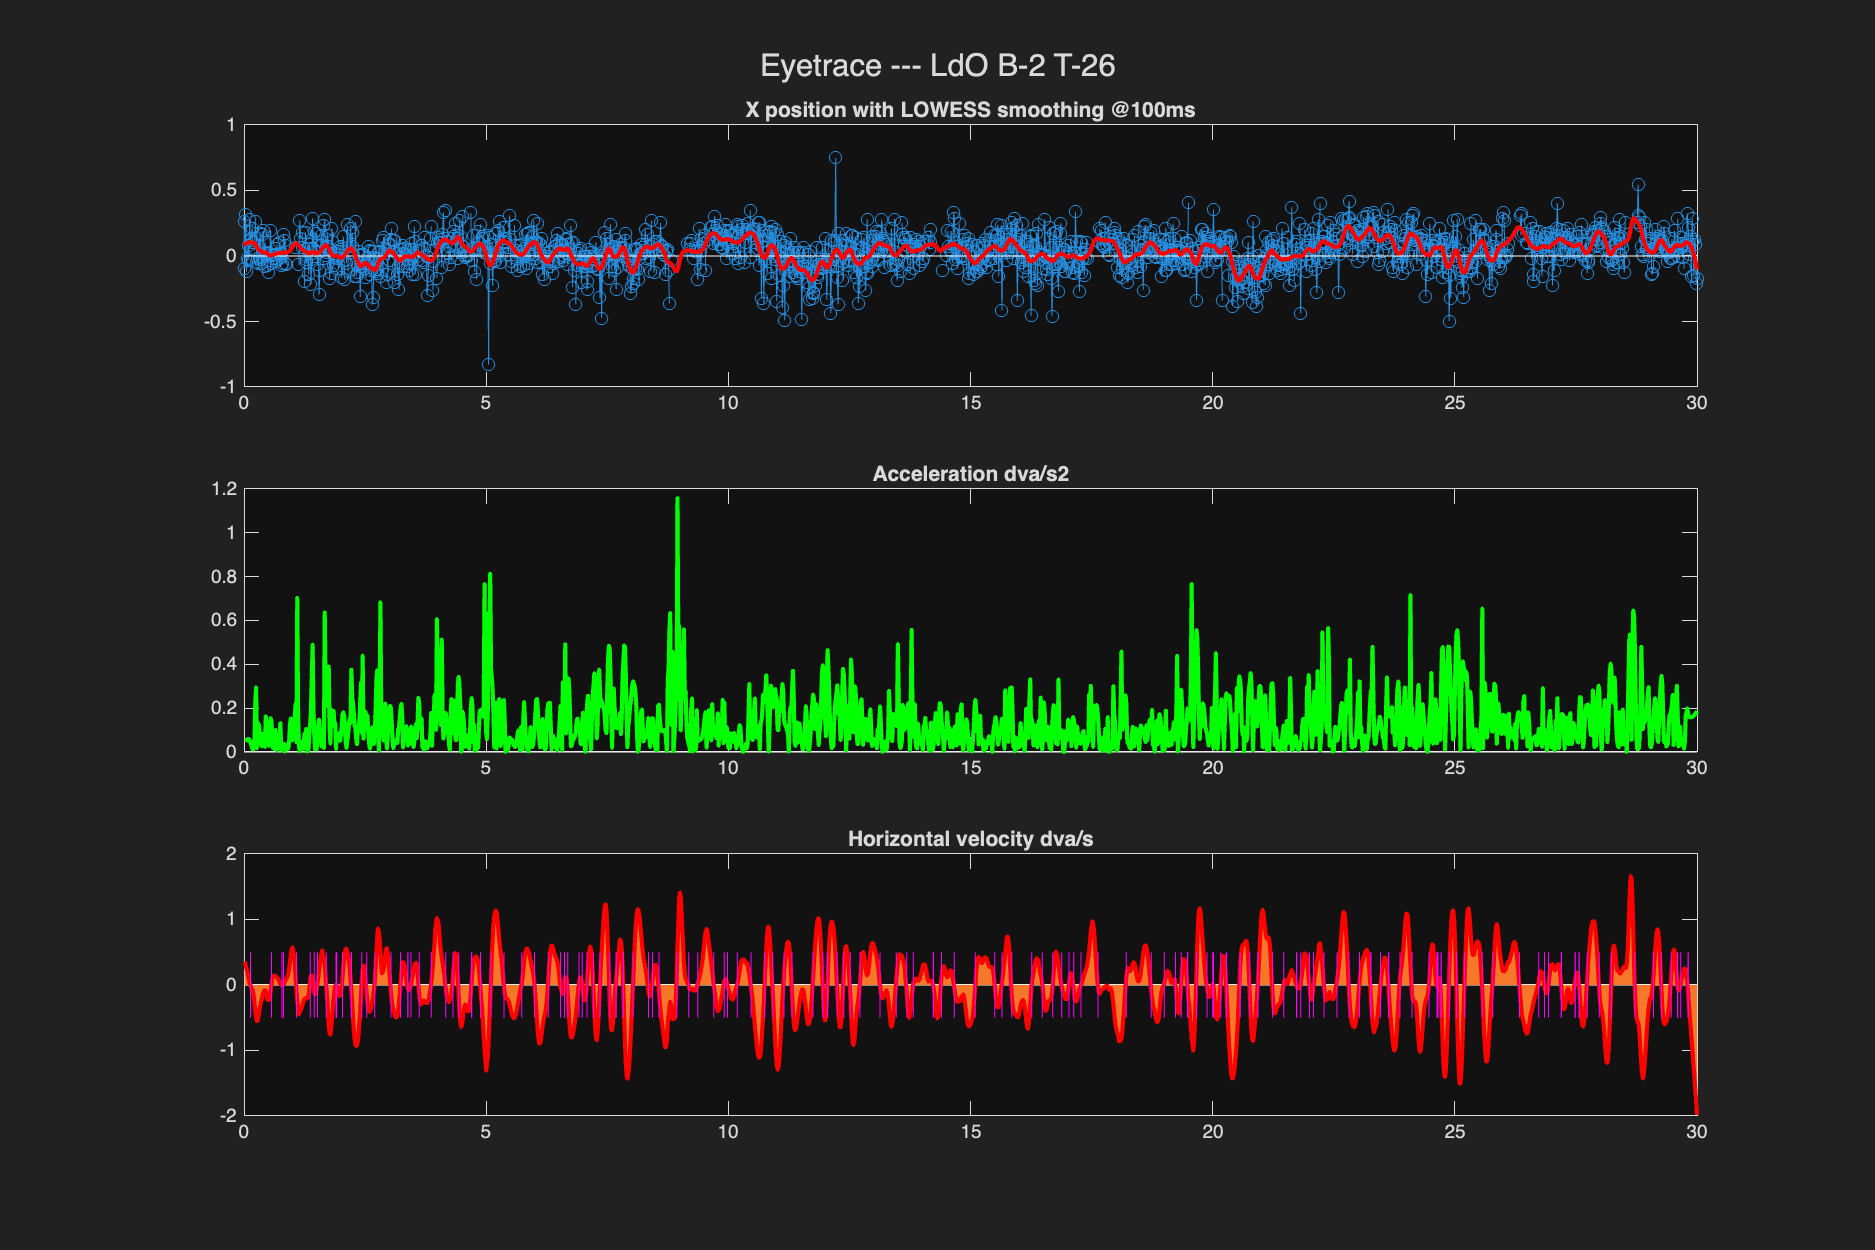 Eyetrace --- LdO B-2 T-26
X position with LOWESS smoothing @100ms
1
0.5
0
-0.5
-1
0 5 10 15 20 25 30
Acceleration dva/s2
1.2
1
0.8
0.6
0.4
0.2
0
0 5 10 15 20 25 30
Horizontal velocity dva/s
2
1
0
-1
-2
0 5 10 15 20 25 30